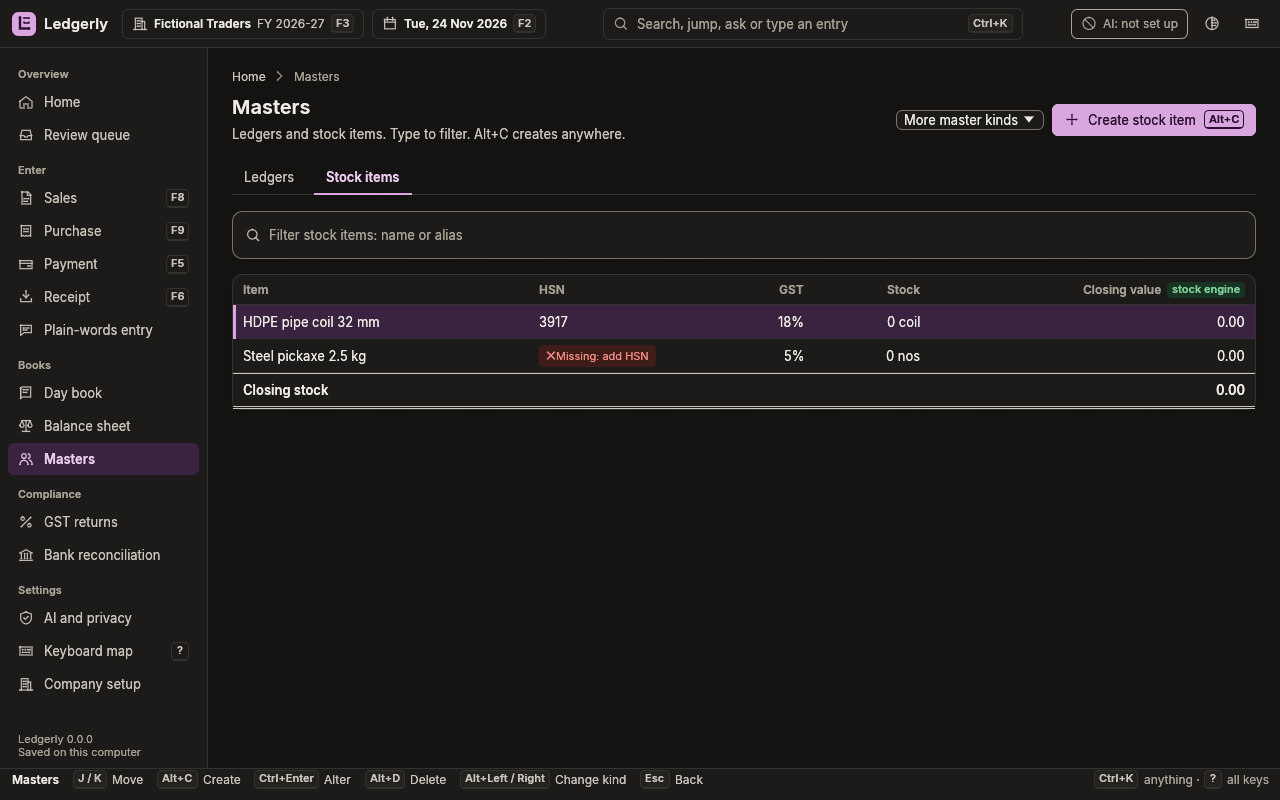 Ledgerly
Fictional Traders FY 2026-27 F3
Tue, 24 Nov 2026 F2
Search, jump, ask or type an entry Ctrl+K
AI: not set up
Overview
Home
Review queue
Enter
Sales F8
Purchase F9
Payment F5
Receipt F6
Plain-words entry
Books
Day book
Balance sheet
Masters
Compliance
GST returns
Bank reconciliation
Settings
AI and privacy
Keyboard map ?
Company setup
Ledgerly 0.0.0
Saved on this computer
Home > Masters
Masters
Ledgers and stock items. Type to filter. Alt+C creates anywhere.
More master kinds
Create stock item Alt+C
Ledgers Stock items
Filter stock items: name or alias
Item HSN GST Stock Closing value stock engine
HDPE pipe coil 32 mm 3917 18% 0 coil 0.00
Steel pickaxe 2.5 kg Missing: add HSN 5% 0 nos 0.00
Closing stock 0.00
Masters J / K Move Alt+C Create Ctrl+Enter Alter Alt+D Delete Alt+Left / Right Change kind Esc Back Ctrl+K anything · ? all keys